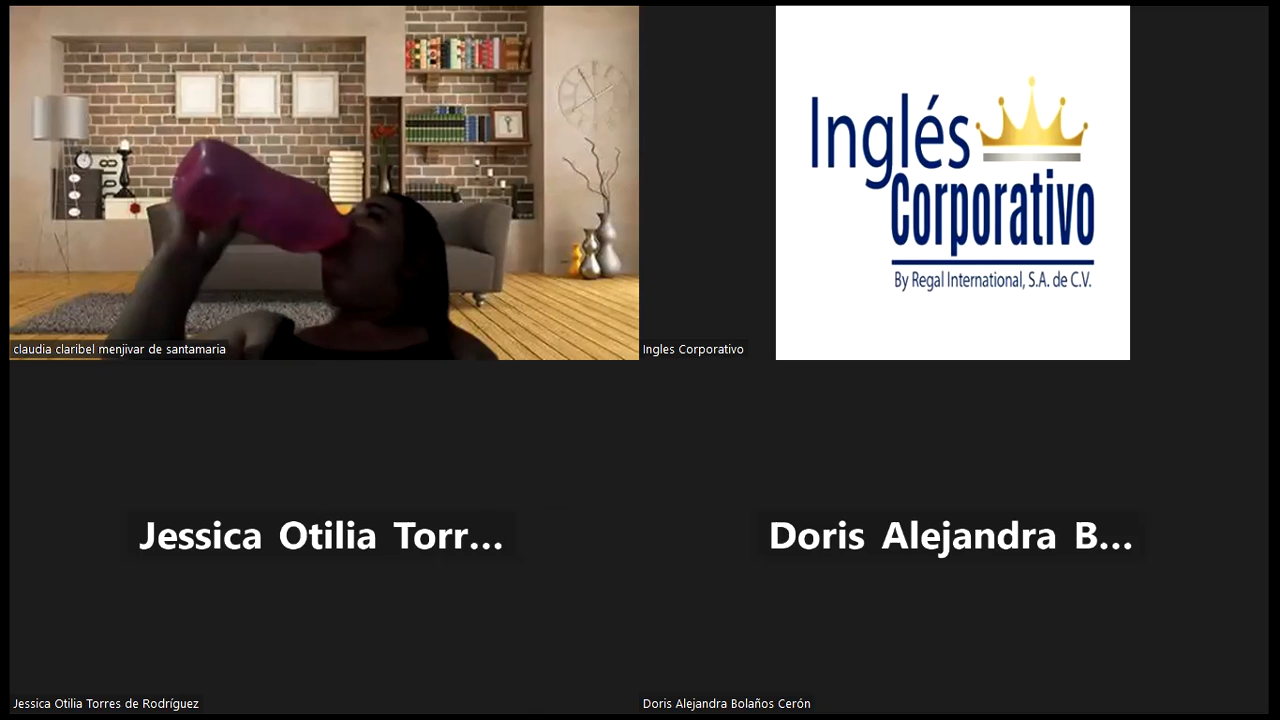 Inglés
Corporativo
By Regal International, S.A. de C.V.
claudia claribel menjivar de santamaria
Ingles Corporativo
Jessica Otilia Torr...
Doris Alejandra B...
Jessica Otilia Torres de Rodríguez
Doris Alejandra Bolaños Cerón